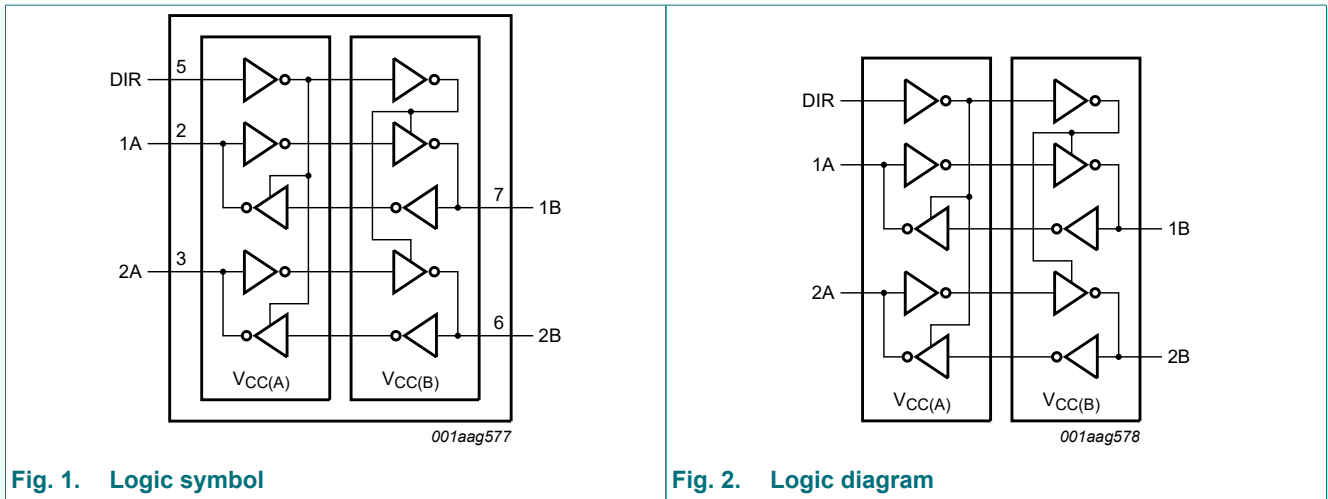 DIR
5
1A
2
7
1B
2A
3
6
2B
VCC(A)
VCC(B)
001aag577
Fig. 1. Logic symbol
DIR
1A
1B
2A
2B
VCC(A)
VCC(B)
001aag578
Fig. 2. Logic diagram